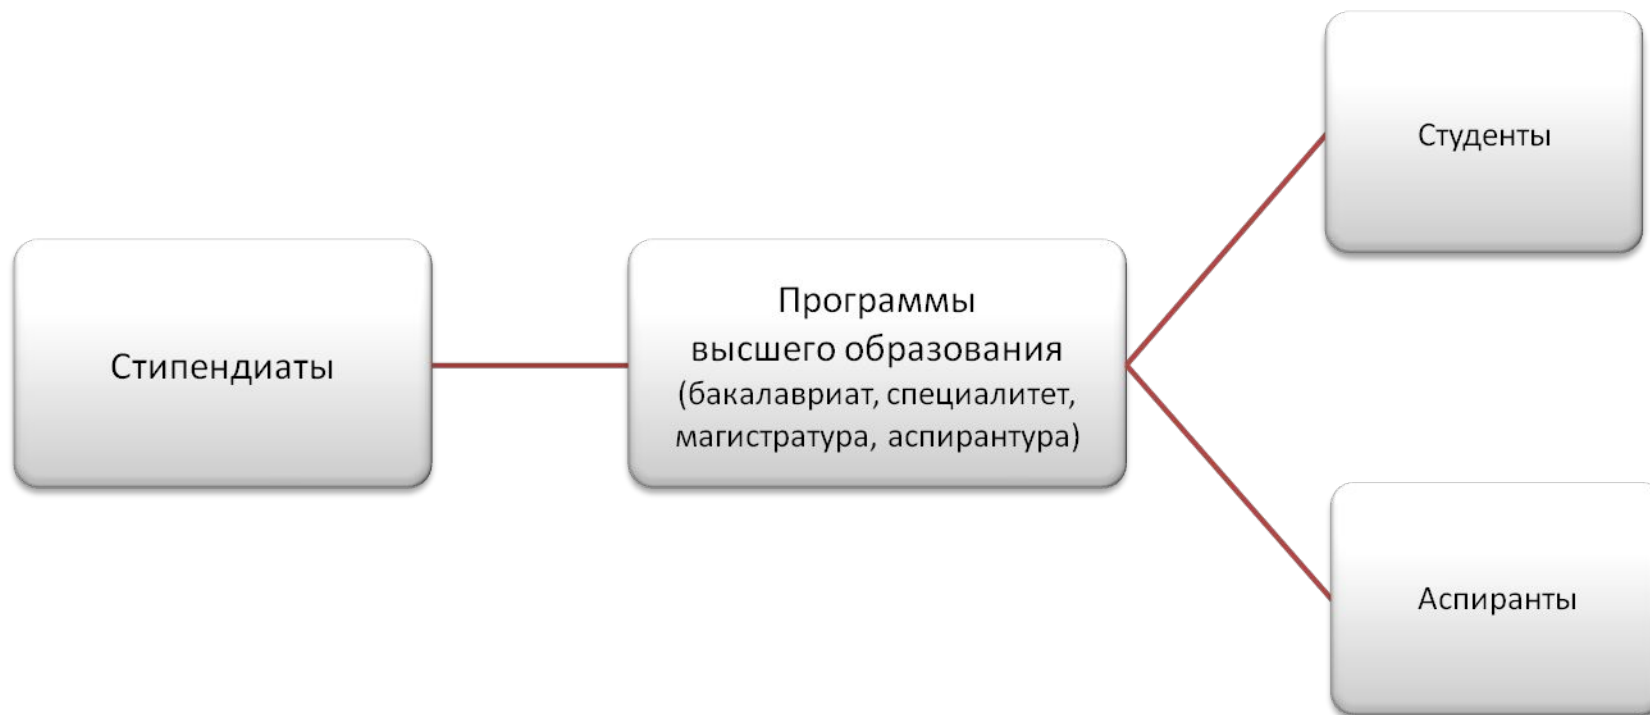 Стипендиаты
Программы
высшего образования
(бакалавриат, специалитет,
магистратура, аспирантура)
Студенты
Аспиранты